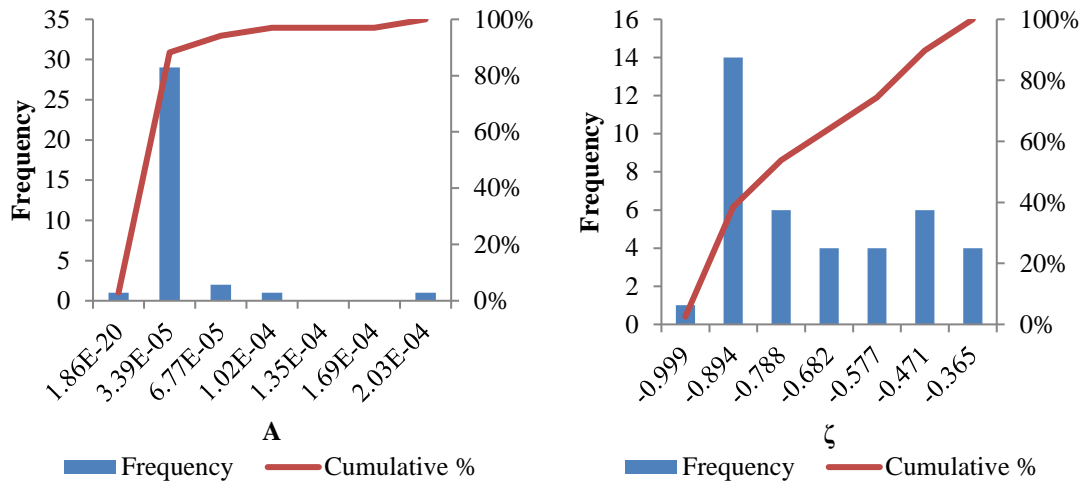 Frequency
35
30
25
20
15
10
5
0
100%
80%
60%
40%
20%
0%
1.86E-20
3.39E-05
6.77E-05
1.02E-04
1.35E-04
1.69E-04
2.03E-04
A
Frequency
Cumulative %
Frequency
16
14
12
10
8
6
4
2
0
100%
80%
60%
40%
20%
0%
-0.999
-0.894
-0.788
-0.682
-0.577
-0.471
-0.365
ζ
Frequency
Cumulative %